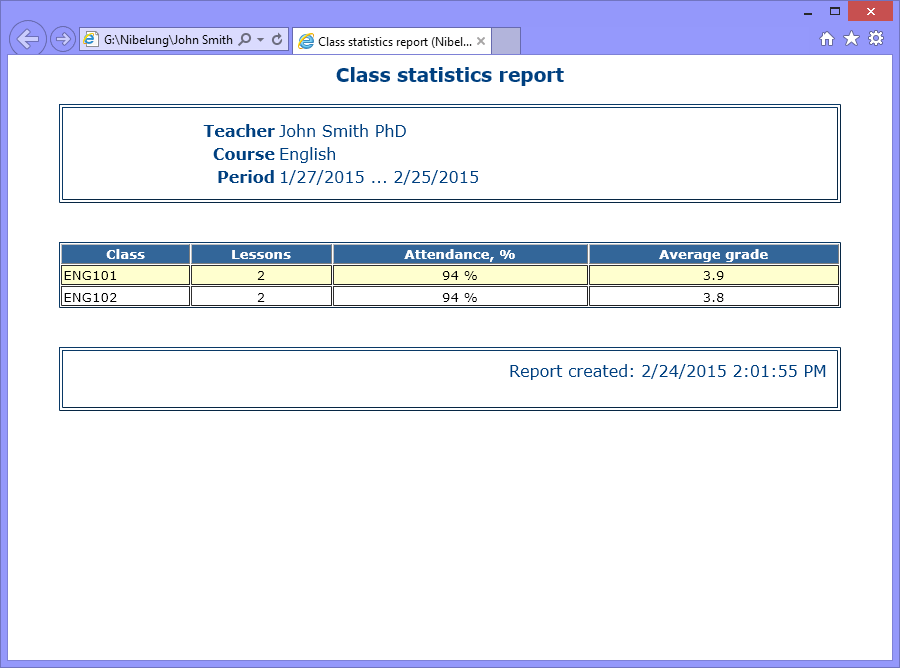 G:\Nibelung\John Smith
Class statistics report (Nibel...
Class statistics report
Teacher John Smith PhD
Course English
Period 1/27/2015 ... 2/25/2015
Class Lessons Attendance, % Average grade
ENG101 2 94 % 3.9
ENG102 2 94 % 3.8
Report created: 2/24/2015 2:01:55 PM